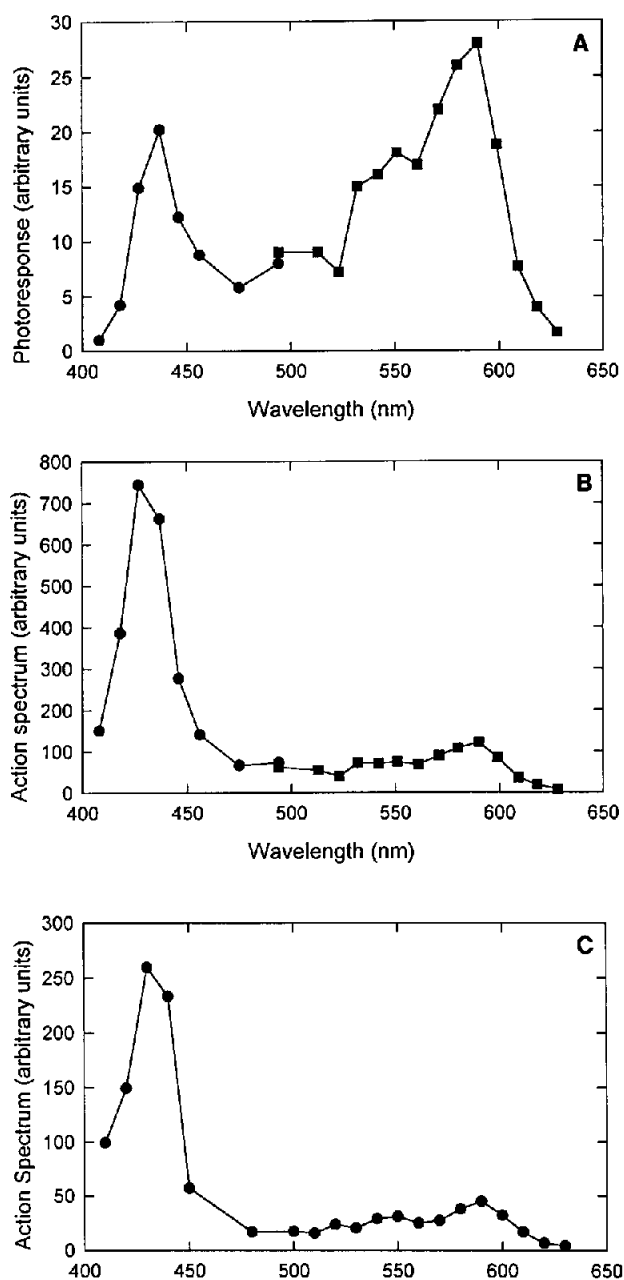 30
A
25
20
15
10
5
0
Photoresponse (arbitrary units)
400 450 500 550 600 650
Wavelength (nm)
800
B
700
600
500
400
300
200
100
0
Action spectrum (arbitrary units)
400 450 500 550 600 650
Wavelength (nm)
300
C
250
200
150
100
50
0
Action Spectrum (arbitrary units)
400 450 500 550 600 650